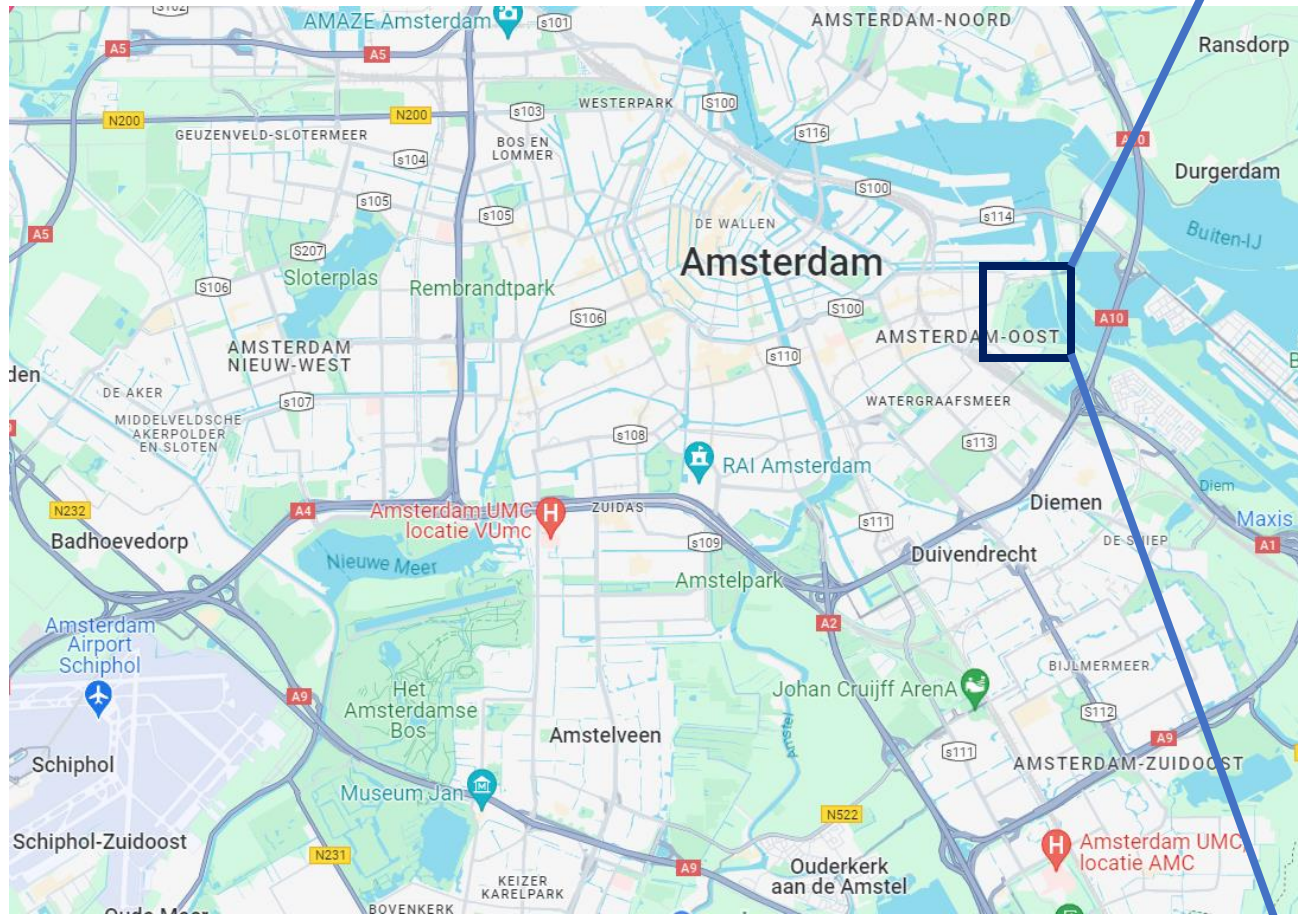 S102
AMAZE Amsterdam
s101
AMSTERDAM-NOORD
Ransdorp
A5
A5
N200
N200
s103
WESTERPARK
S100
GEUZENVELD-SLOTERMEER
BOS EN
LOMMER
s116
A10
s104
Durgerdam
S100
s105
s105
s114
DE WALLEN
A5
Buiten-IJ
S207
Sloterplas
Amsterdam
S106
Rembrandtpark
S106
S100
A10
AMSTERDAM
NIEUW-WEST
AMSTERDAM-OOST
s110
den
DE AKER
s107
WATERGRAAFSMEER
MIDDELVELDSCHE
AKERPOLDER
EN SLOTEN
s108
s113
RAI Amsterdam
Diem
N232
A4
Amsterdam UMC
locatie VUmc
ZUIDAS
Diemen
s111
Maxis
Badhoevedorp
s109
DE SNIEP
A1
Nieuwe Meer
Duivendrecht
Amstelpark
A2
Amsterdam
Airport
Schiphol
BIJLMERMEER
Het
Amsterdamse
Bos
A9
Johan Cruijff ArenA
S112
Amstel
Amstelveen
s111
A9
Schiphol
AMSTERDAM-ZUIDOOST
Museum Jan
N522
Schiphol-Zuidoost
N231
A9
Ouderkerk
aan de Amstel
Amsterdam UMC,
locatie AMC
KEIZER
KARELPARK
BOVENKERK
Oude Meer